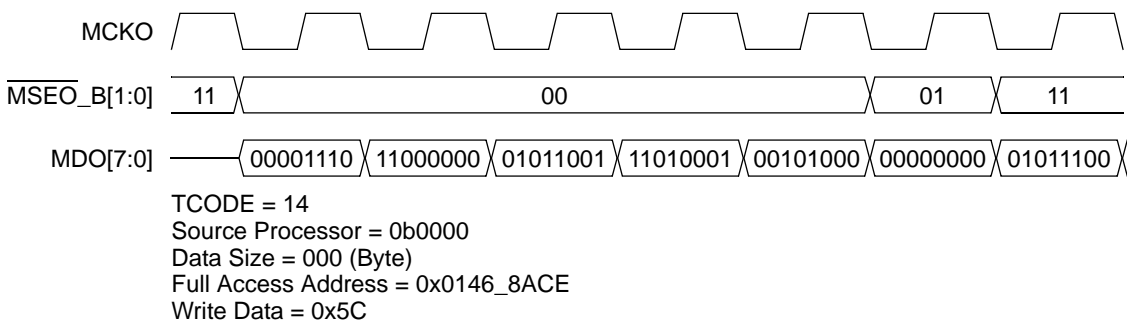 MCKO
MSEO_B[1:0] 11 00 01 11
MDO[7:0] 00001110 11000000 01011001 11010001 00101000 00000000 01011100
TCODE = 14
Source Processor = 0b0000
Data Size = 000 (Byte)
Full Access Address = 0x0146_8ACE
Write Data = 0x5C